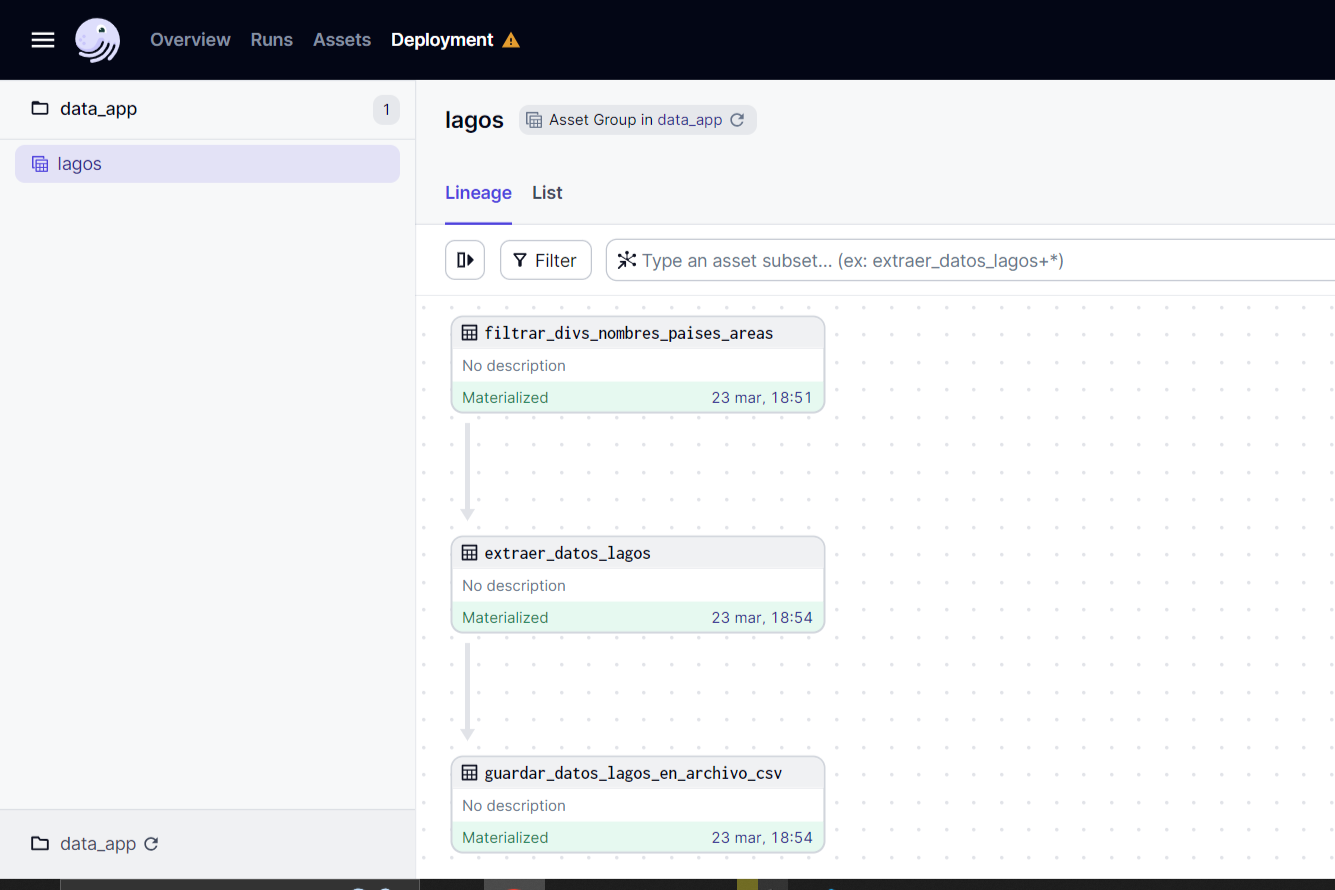 Overview Runs Assets Deployment
data_app 1
lagos
lagos Asset Group in data_app
Lineage List
Filter Type an asset subset... (ex: extraer_datos_lagos+*)
filtrar_divs_nombres_paises_areas
No description
Materialized 23 mar, 18:51
extraer_datos_lagos
No description
Materialized 23 mar, 18:54
guardar_datos_lagos_en_archivo_csv
No description
Materialized 23 mar, 18:54
data_app